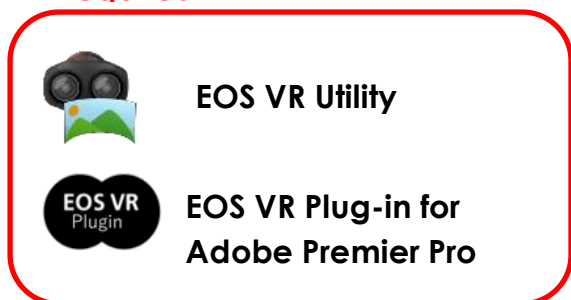 EOS VR Utility
EOS VR
Plugin
EOS VR Plug-in for
Adobe Premier Pro